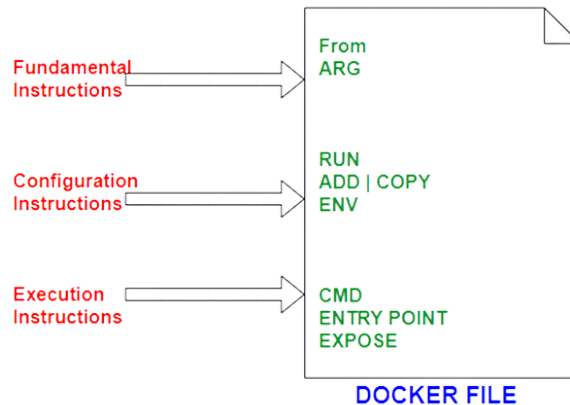 Fundamental
Instructions
From
ARG
Configuration
Instructions
RUN
ADD | COPY
ENV
Execution
Instructions
CMD
ENTRY POINT
EXPOSE
DOCKER FILE